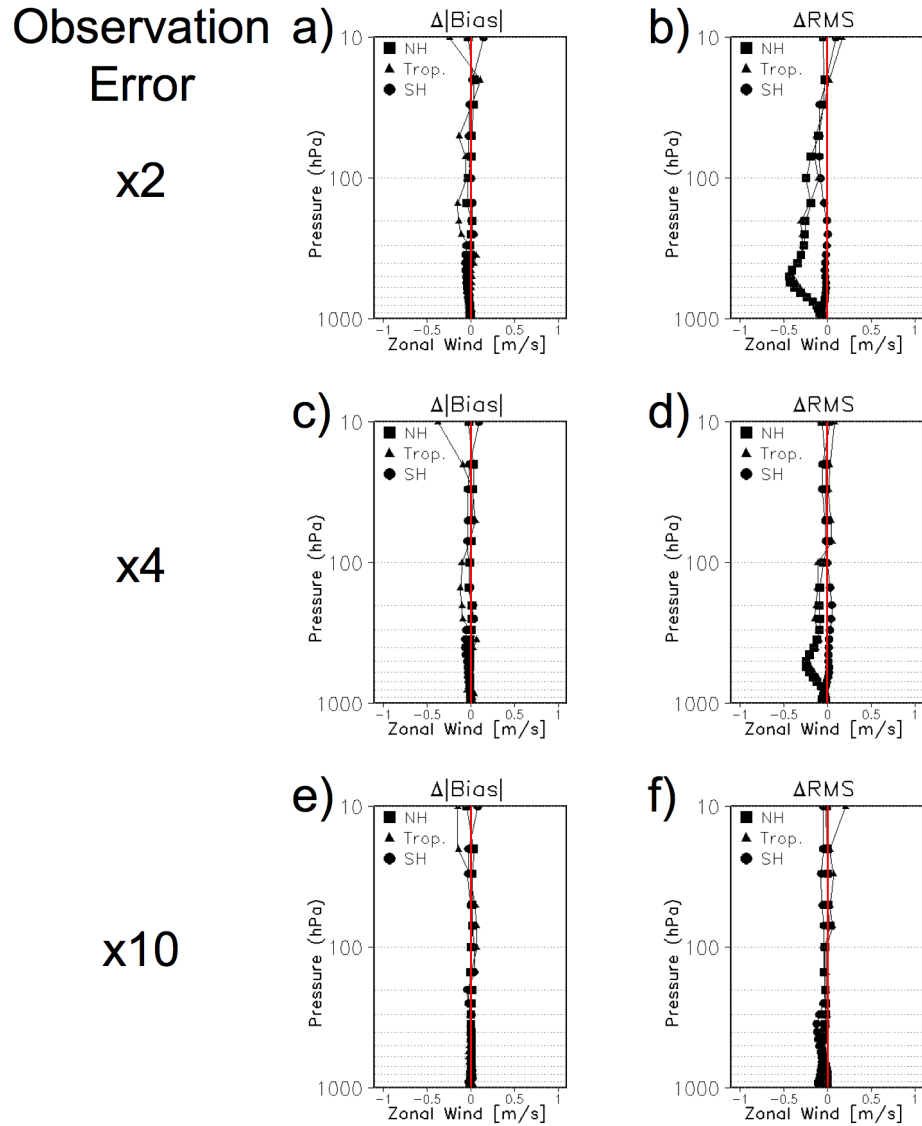 Observation
Error
a)
Δ|Bias|
NH
Trop.
SH
10
100
1000
Pressure (hPa)
-1 -0.5 0 0.5 1
Zonal Wind [m/s]
b)
ΔRMS
NH
Trop.
SH
10
100
1000
Pressure (hPa)
-1 -0.5 0 0.5 1
Zonal Wind [m/s]
x2
c)
Δ|Bias|
NH
Trop.
SH
10
100
1000
Pressure (hPa)
-1 -0.5 0 0.5 1
Zonal Wind [m/s]
d)
ΔRMS
NH
Trop.
SH
10
100
1000
Pressure (hPa)
-1 -0.5 0 0.5 1
Zonal Wind [m/s]
x4
e)
Δ|Bias|
NH
Trop.
SH
10
100
1000
Pressure (hPa)
-1 -0.5 0 0.5 1
Zonal Wind [m/s]
f)
ΔRMS
NH
Trop.
SH
10
100
1000
Pressure (hPa)
-1 -0.5 0 0.5 1
Zonal Wind [m/s]
x10